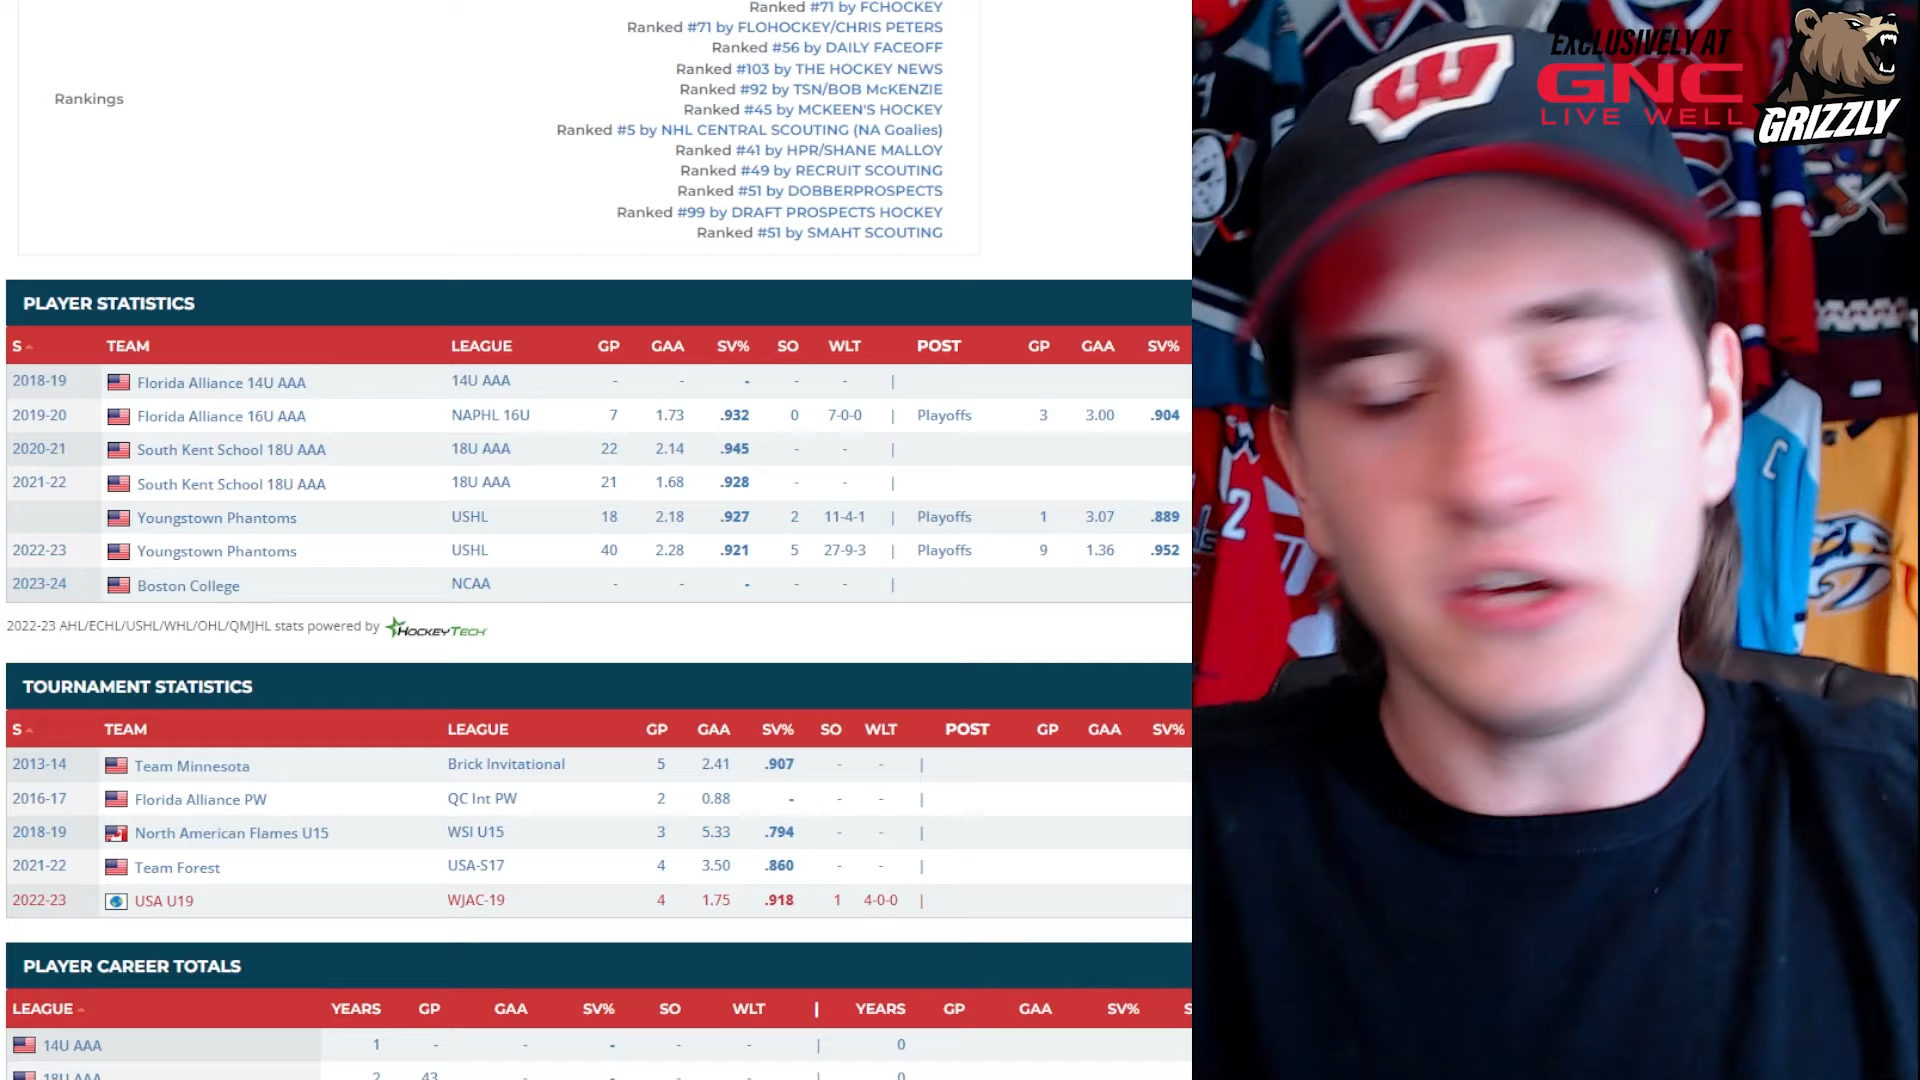 Ranked #71 by FCHOCKEY
Ranked #71 by FLOHOCKEY/CHRIS PETERS
Ranked #56 by DAILY FACEOFF
Ranked #103 by THE HOCKEY NEWS
Ranked #92 by TSN/BOB McKENZIE
Rankings
Ranked #45 by MCKEEN'S HOCKEY
Ranked #5 by NHL CENTRAL SCOUTING (NA Goalies)
Ranked #41 by HPR/SHANE MALLOY
Ranked #49 by RECRUIT SCOUTING
Ranked #51 by DOBBERPROSPECTS
Ranked #99 by DRAFT PROSPECTS HOCKEY
Ranked #51 by SMAHT SCOUTING
PLAYER STATISTICS
S TEAM LEAGUE GP GAA SV% SO WLT POST GP GAA SV%
2018-19 Florida Alliance 14U AAA 14U AAA - - - - - |
2019-20 Florida Alliance 16U AAA NAPHL 16U 7 1.73 .932 0 7-0-0 | Playoffs 3 3.00 .904
2020-21 South Kent School 18U AAA 18U AAA 22 2.14 .945 - - |
2021-22 South Kent School 18U AAA 18U AAA 21 1.68 .928 - - |
Youngstown Phantoms USHL 18 2.18 .927 2 11-4-1 | Playoffs 1 3.07 .889
2022-23 Youngstown Phantoms USHL 40 2.28 .921 5 27-9-3 | Playoffs 9 1.36 .952
2023-24 Boston College NCAA - - - - - |
2022-23 AHL/ECHL/USHL/WHL/OHL/QMJHL stats powered by HOCKEYTECH
TOURNAMENT STATISTICS
S TEAM LEAGUE GP GAA SV% SO WLT POST GP GAA SV%
2013-14 Team Minnesota Brick Invitational 5 2.41 .907 - - |
2016-17 Florida Alliance PW QC Int PW 2 0.88 - - - |
2018-19 North American Flames U15 WSI U15 3 5.33 .794 - - |
2021-22 Team Forest USA-S17 4 3.50 .860 - - |
2022-23 USA U19 WJAC-19 4 1.75 .918 1 4-0-0 |
PLAYER CAREER TOTALS
LEAGUE YEARS GP GAA SV% SO WLT | YEARS GP GAA SV% S
14U AAA 1 - - - - - | 0
18U AAA 2 43 - - - - | 0
EXCLUSIVELY AT
GNC
LIVE WELL
GRIZZLY
W
C
2